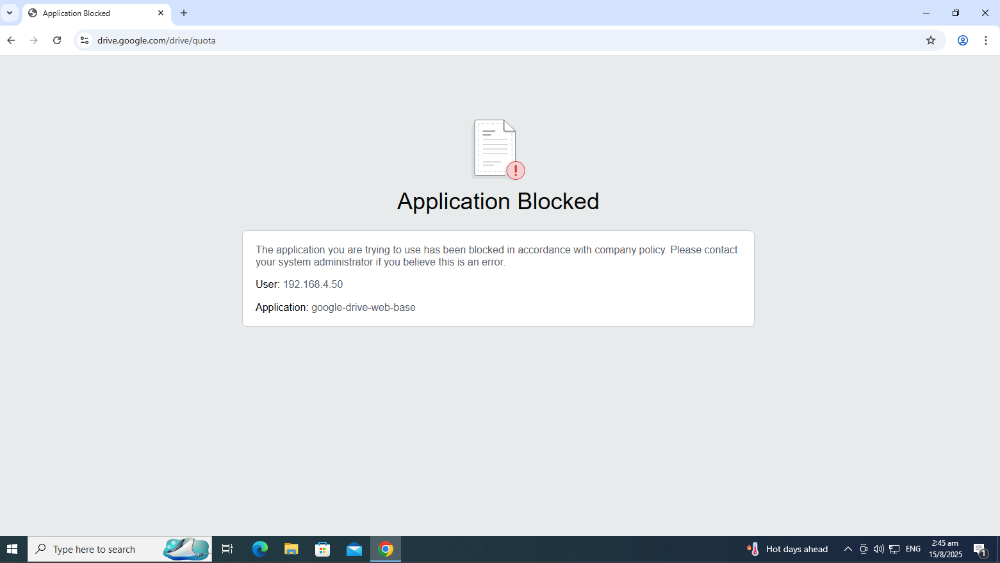 Application Blocked
drive.google.com/drive/quota
Application Blocked
The application you are trying to use has been blocked in accordance with company policy. Please contact
your system administrator if you believe this is an error.
User: 192.168.4.50
Application: google-drive-web-base
Type here to search
Hot days ahead
ENG
2:45 am
15/8/2025
1